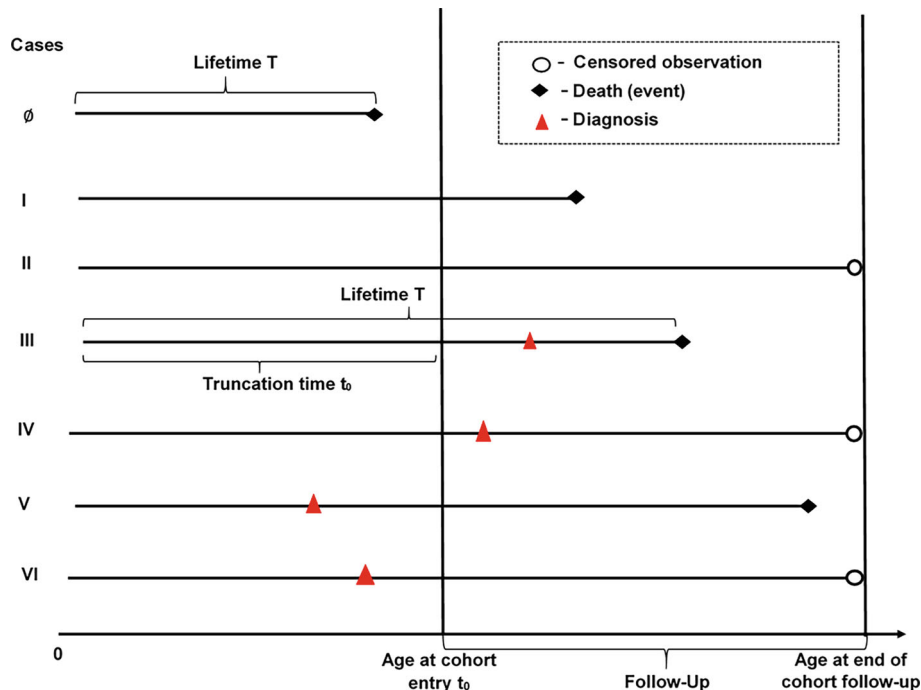 Cases
Lifetime T
- Censored observation
- Death (event)
- Diagnosis
ø
I
II
Lifetime T
III
Truncation time t₀
IV
V
VI
0
Age at cohort
entry t₀
Follow-Up
Age at end of
cohort follow-up